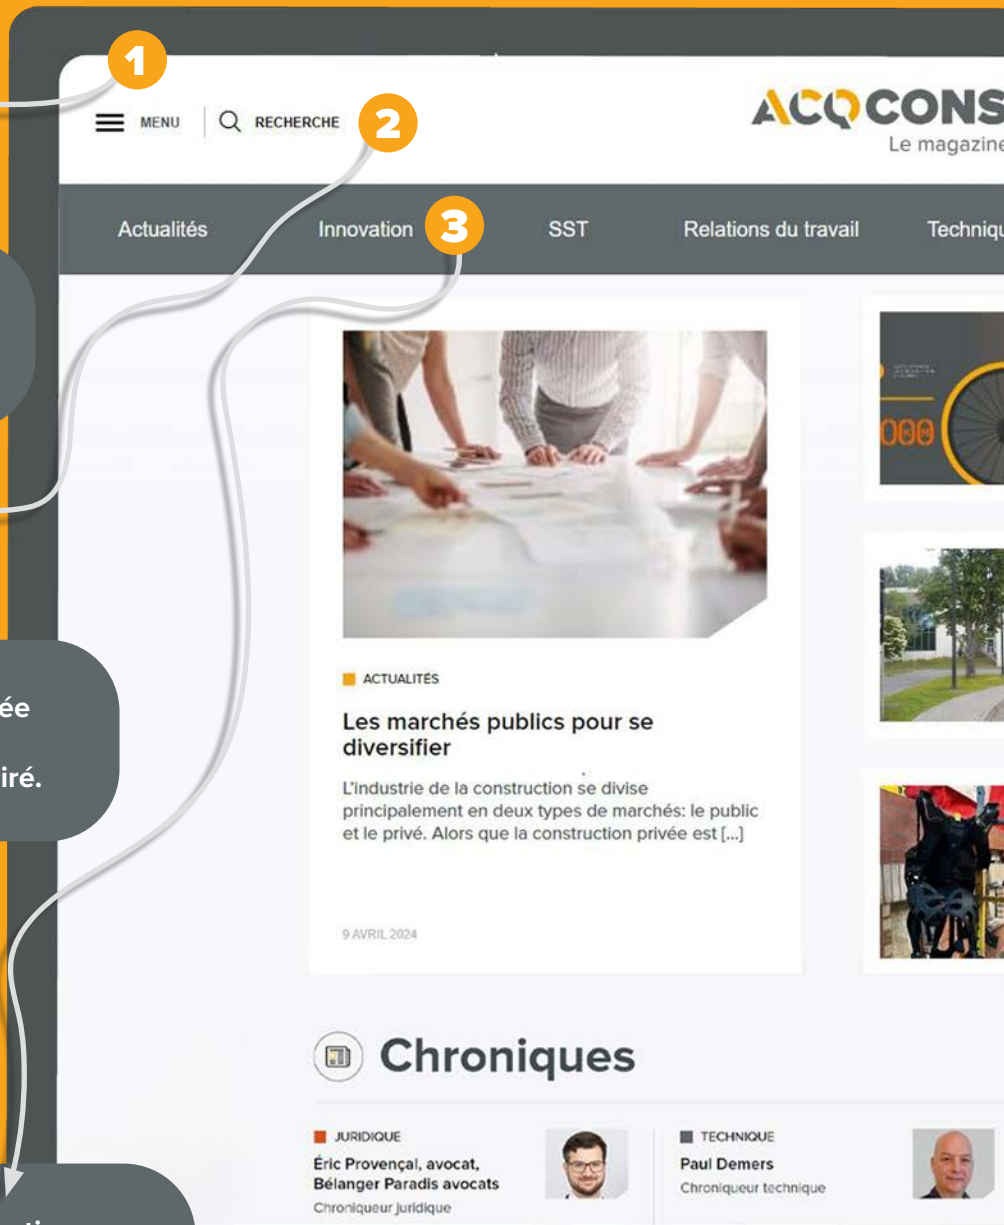 1
MENU
RECHERCHE
2
ACQ CONS
Le magazine
Actualités
Innovation
3
SST
Relations du travail
Techniqu
000
ACTUALITÉS
Les marchés publics pour se
diversifier
L'industrie de la construction se divise
principalement en deux types de marchés: le public
et le privé. Alors que la construction privée est [...]
9 AVRIL 2024
ée
iré.
Chroniques
JURIDIQUE
Éric Provençal, avocat,
Bélanger Paradis avocats
Chroniqueur juridique
TECHNIQUE
Paul Demers
Chroniqueur technique